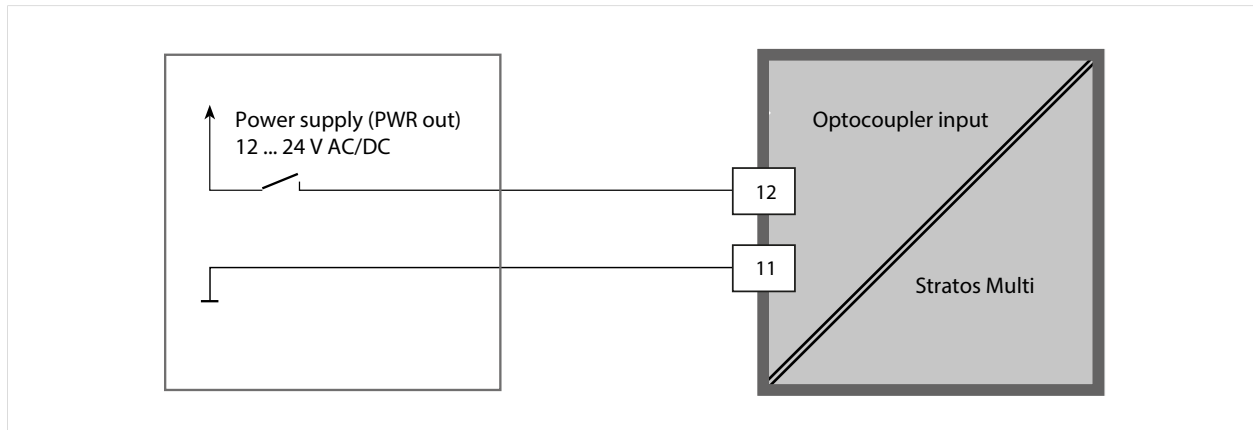 Power supply (PWR out)
12 ... 24 V AC/DC
Optocoupler input
12
11
Stratos Multi